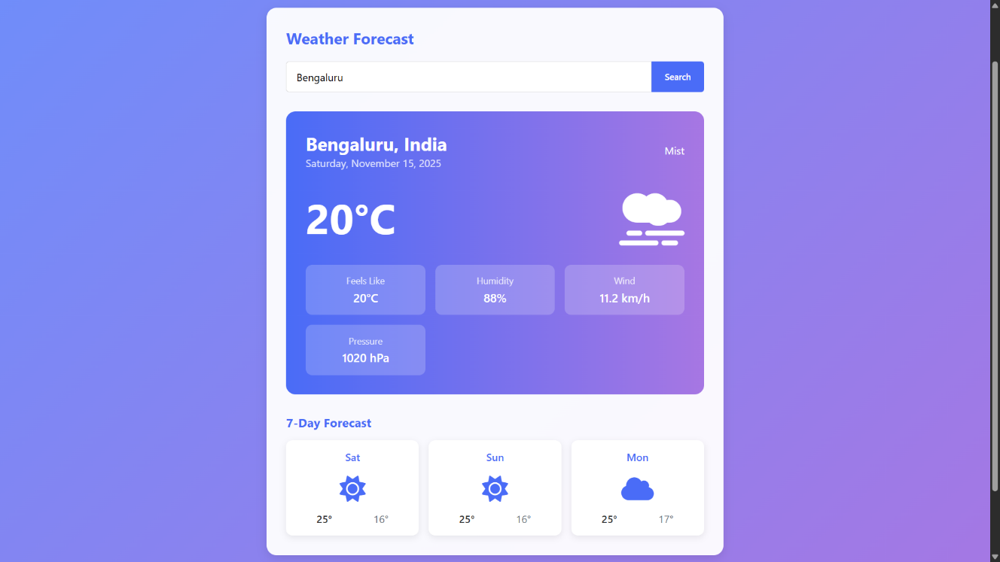 Weather Forecast
Bengaluru
Search
Bengaluru, India
Saturday, November 15, 2025
Mist
20°C
Feels Like
20°C
Humidity
88%
Wind
11.2 km/h
Pressure
1020 hPa
7-Day Forecast
Sat
25° 16°
Sun
25° 16°
Mon
25° 17°